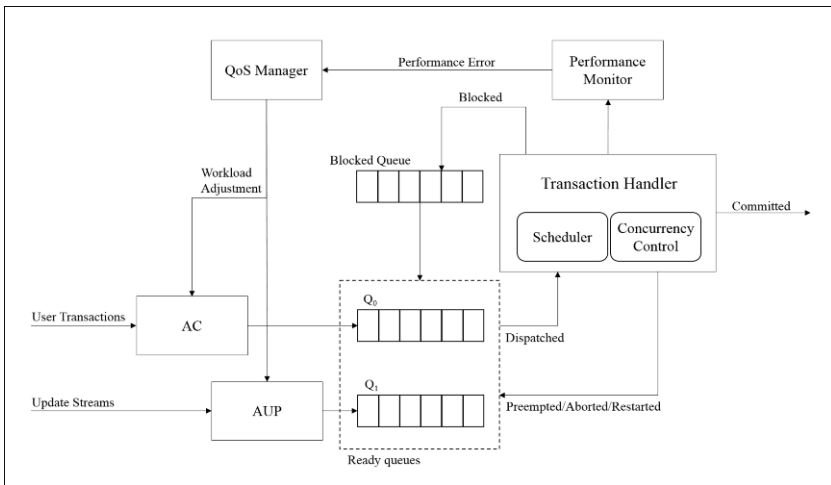 QoS Manager
Performance Error
Performance
Monitor
Blocked
Blocked Queue
Workload
Adjustment
Transaction Handler
Scheduler
Concurrency
Control
Committed
User Transactions
AC
Q0
Dispatched
Update Streams
AUP
Q1
Preempted/Aborted/Restarted
Ready queues